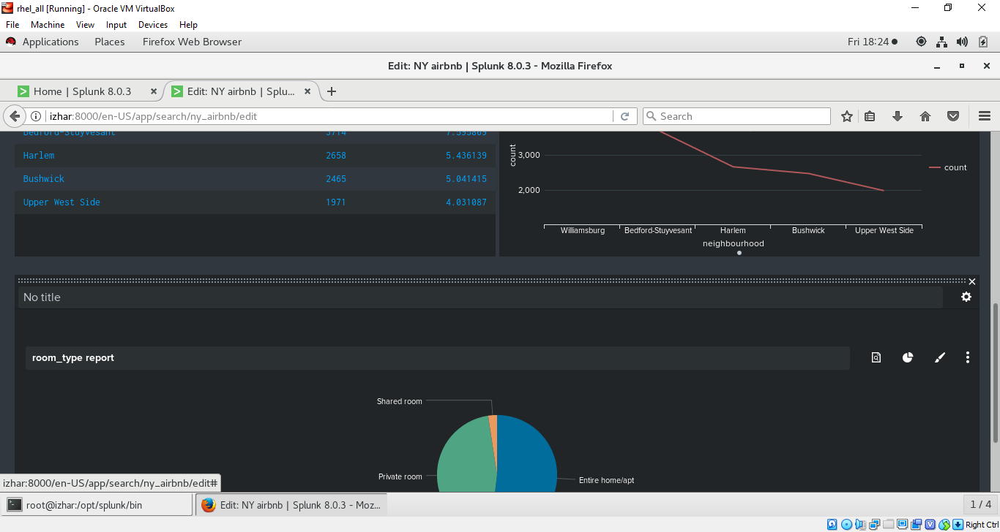 rhel_all [Running] - Oracle VM VirtualBox
File Machine View Input Devices Help
Applications Places Firefox Web Browser Fri 18:24
Edit: NY airbnb | Splunk 8.0.3 - Mozilla Firefox
Home | Splunk 8.0.3 Edit: NY airbnb | Splu...
izhar:8000/en-US/app/search/ny_airbnb/edit Search
Bedford-Stuyvesant 3714 7.595869
Harlem 2658 5.436139
Bushwick 2465 5.041415
Upper West Side 1971 4.031087
count
3,000
2,000
count
Williamsburg Bedford-Stuyvesant Harlem Bushwick Upper West Side
neighbourhood
No title
room_type report
Shared room
Private room
Entire home/apt
izhar:8000/en-US/app/search/ny_airbnb/edit#
root@izhar:/opt/splunk/bin Edit: NY airbnb | Splunk 8.0.3 - Moz... 1 / 4
Right Ctrl